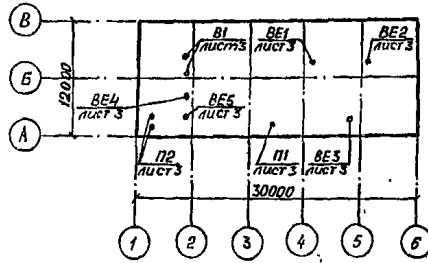 В
В1
лист 3
ВЕ1
лист 3
ВЕ2
лист 3
Б
12000
ВЕ4
лист 3
ВЕ5
лист 3
А
П2
лист 3
П1
лист 3
ВЕ3
лист 3
30000
1
2
3
4
5
6